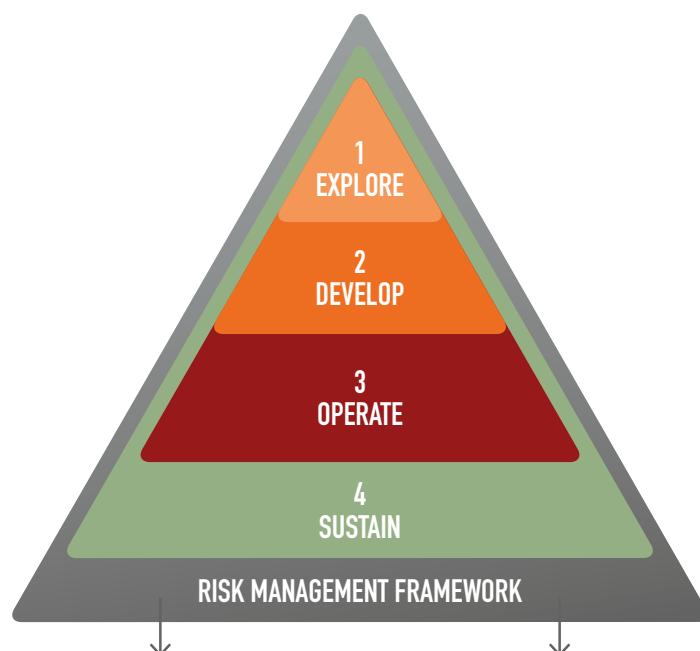 1
EXPLORE
2
DEVELOP
3
OPERATE
4
SUSTAIN
RISK MANAGEMENT FRAMEWORK